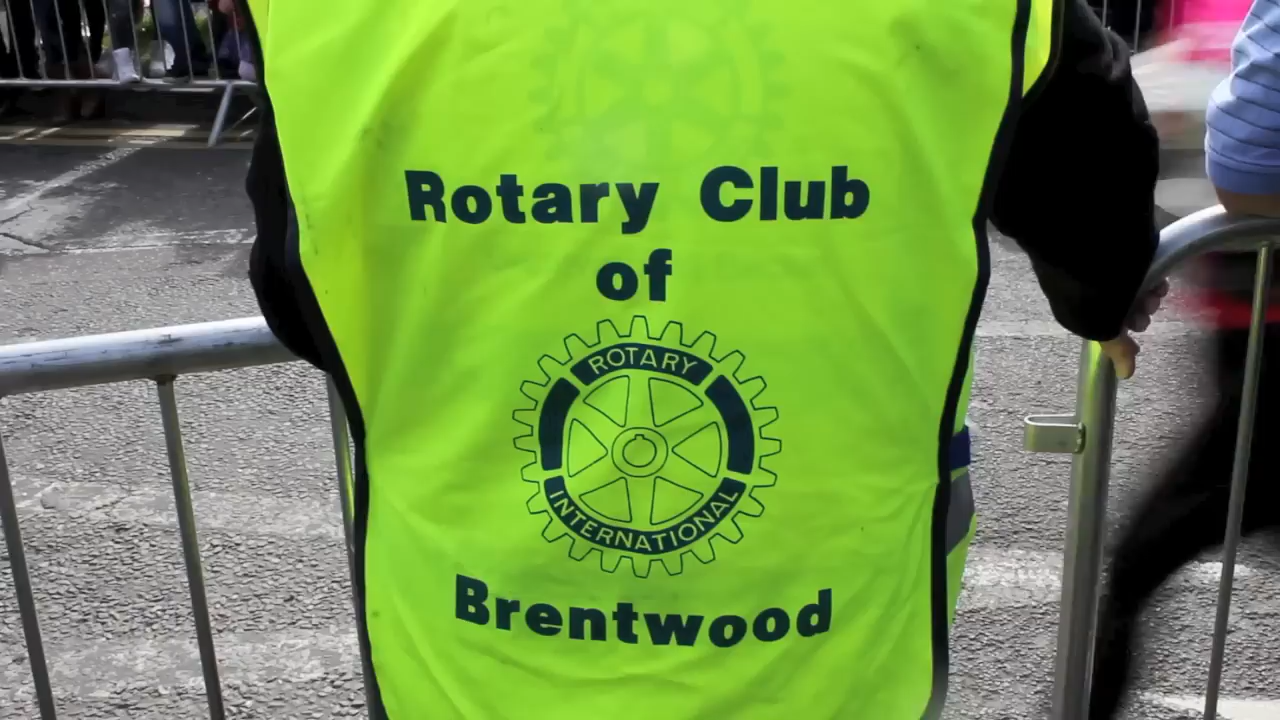 Rotary Club
of
ROTARY
INTERNATIONAL
Brentwood